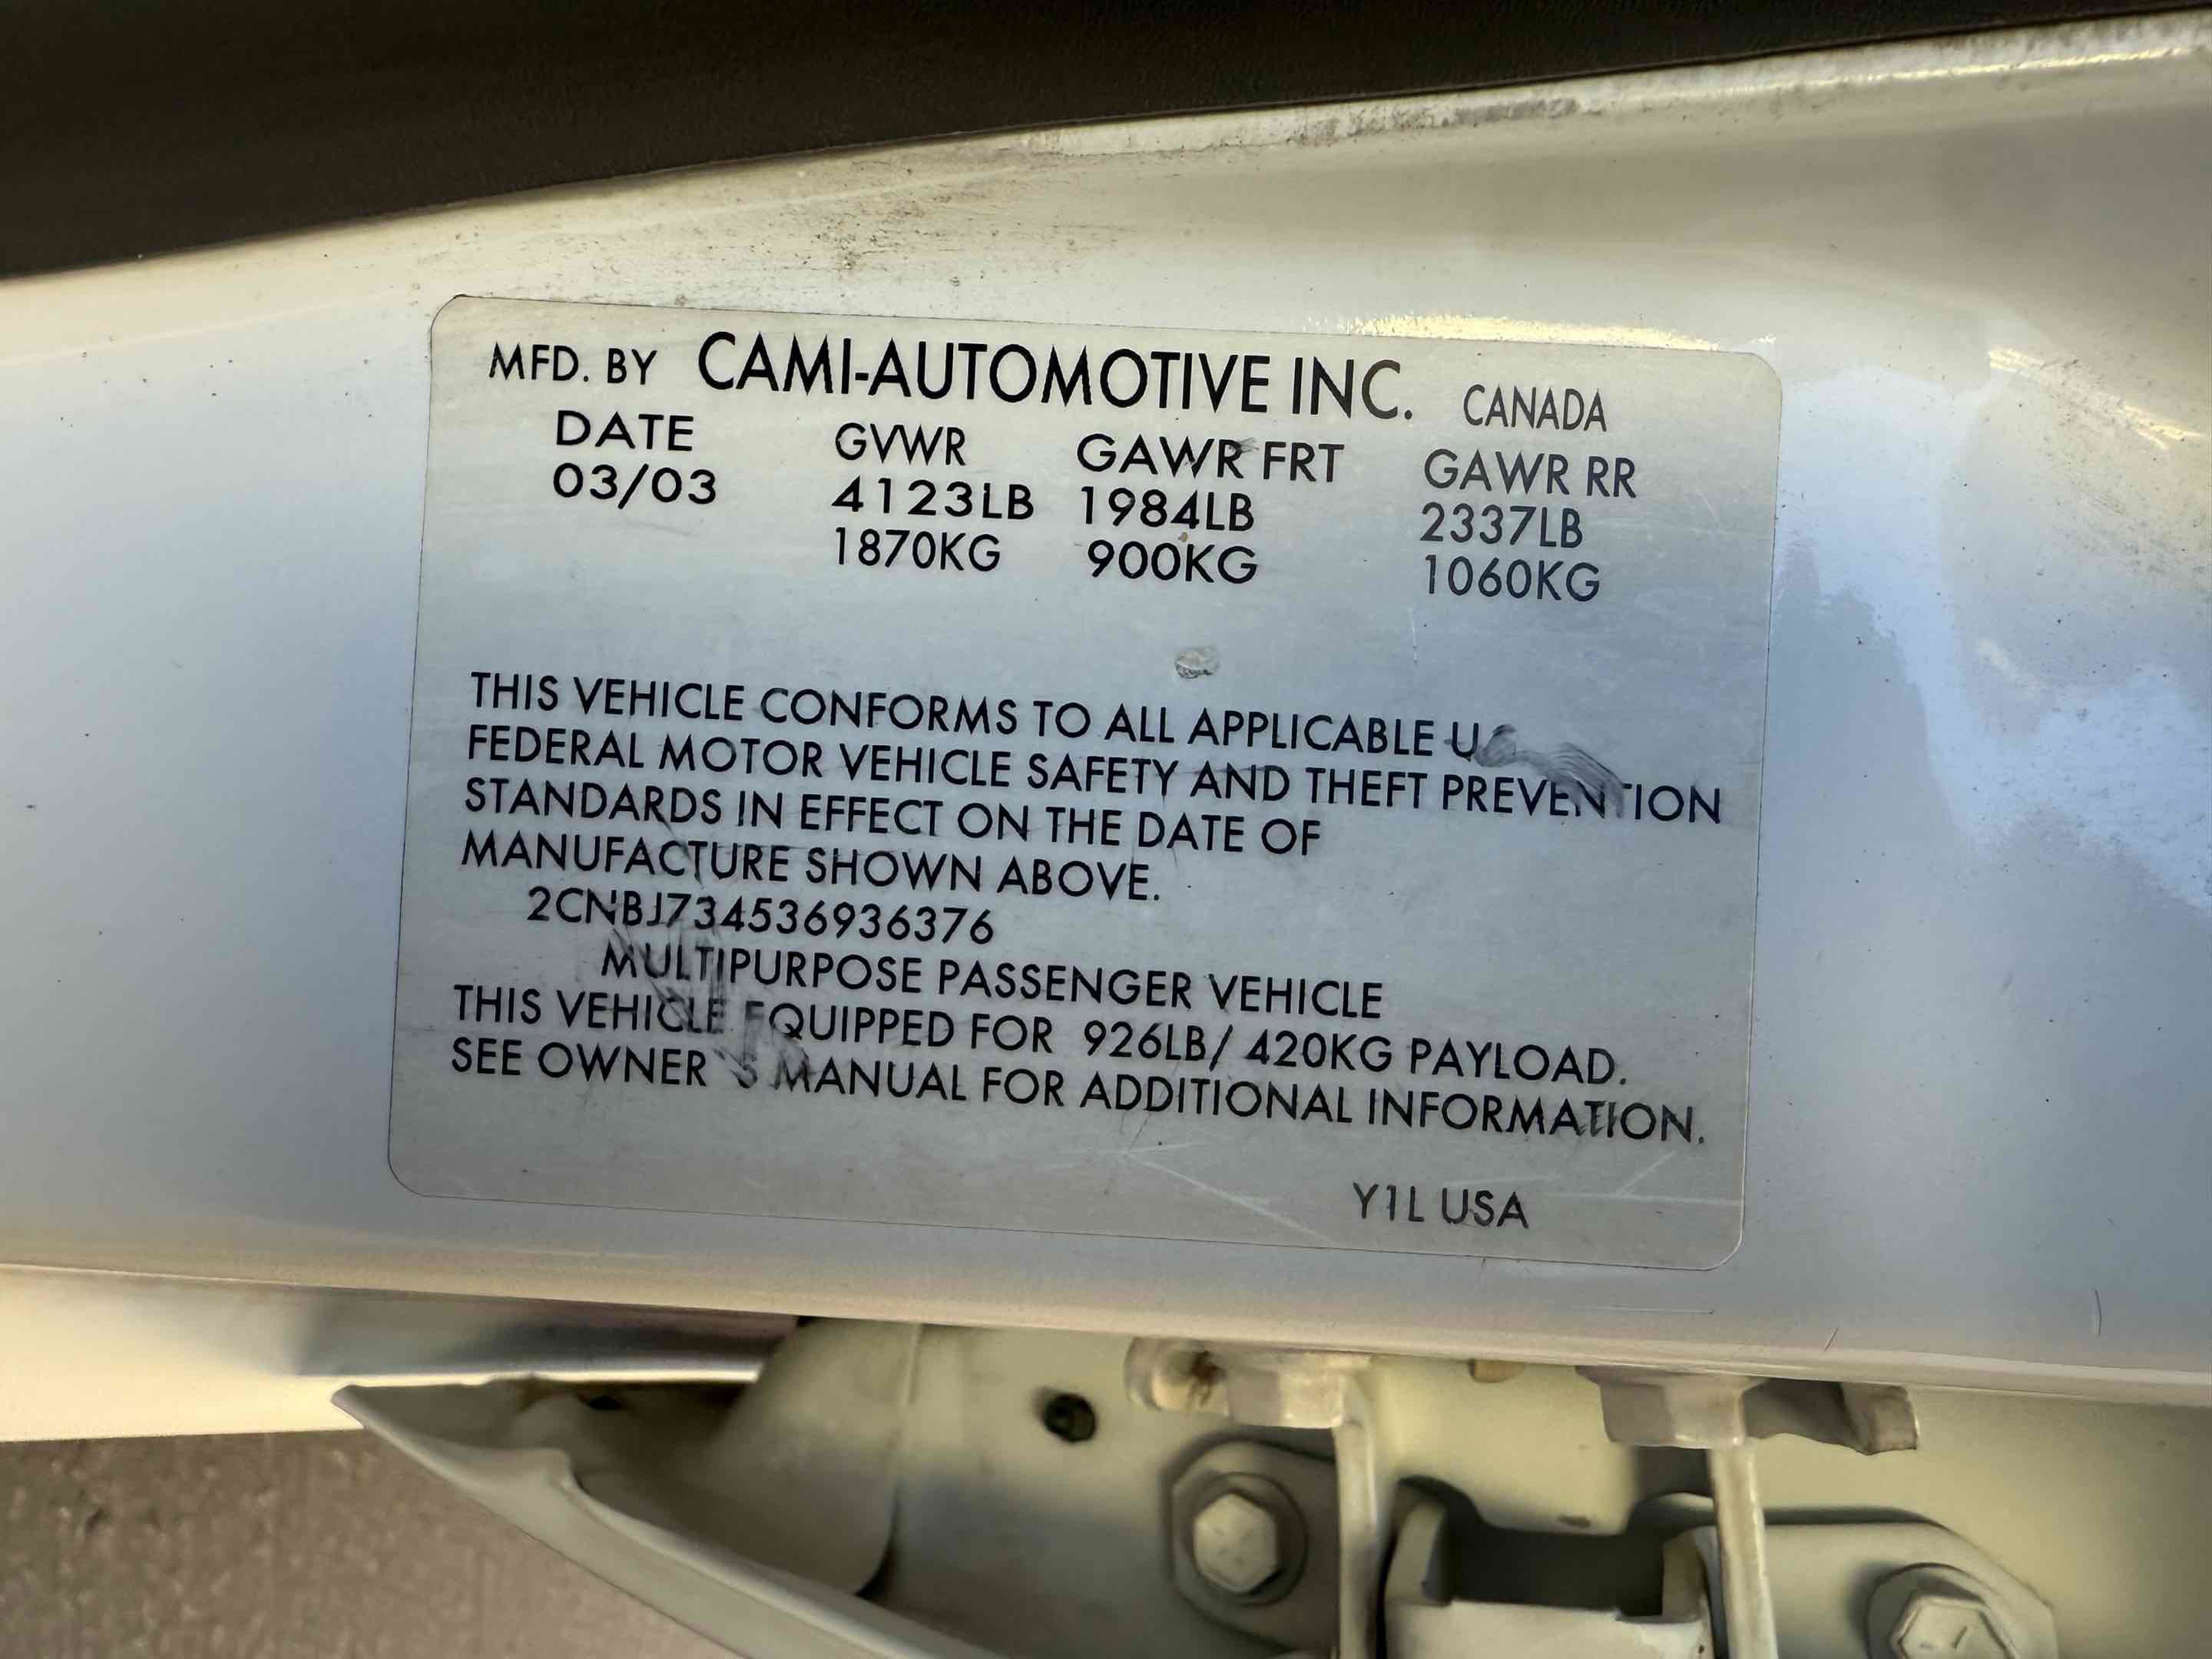 MFD. BY CAMI-AUTOMOTIVE INC. CANADA
DATE GVWR GAWR FRT GAWR RR
03/03 4123LB 1984LB 2337LB
1870KG 900KG 1060KG
THIS VEHICLE CONFORMS TO ALL APPLICABLE
FEDERAL MOTOR VEHICLE SAFETY AND THEFT PREVENTION
STANDARDS IN EFFECT ON THE DATE OF
MANUFACTURE SHOWN ABOVE.
2CNBJ734536936376
MULTIPURPOSE PASSENGER VEHICLE
THIS VEHICLE EQUIPPED FOR 926LB/ 420KG PAYLOAD.
SEE OWNER`S MANUAL FOR ADDITIONAL INFORMATION.
Y1L USA